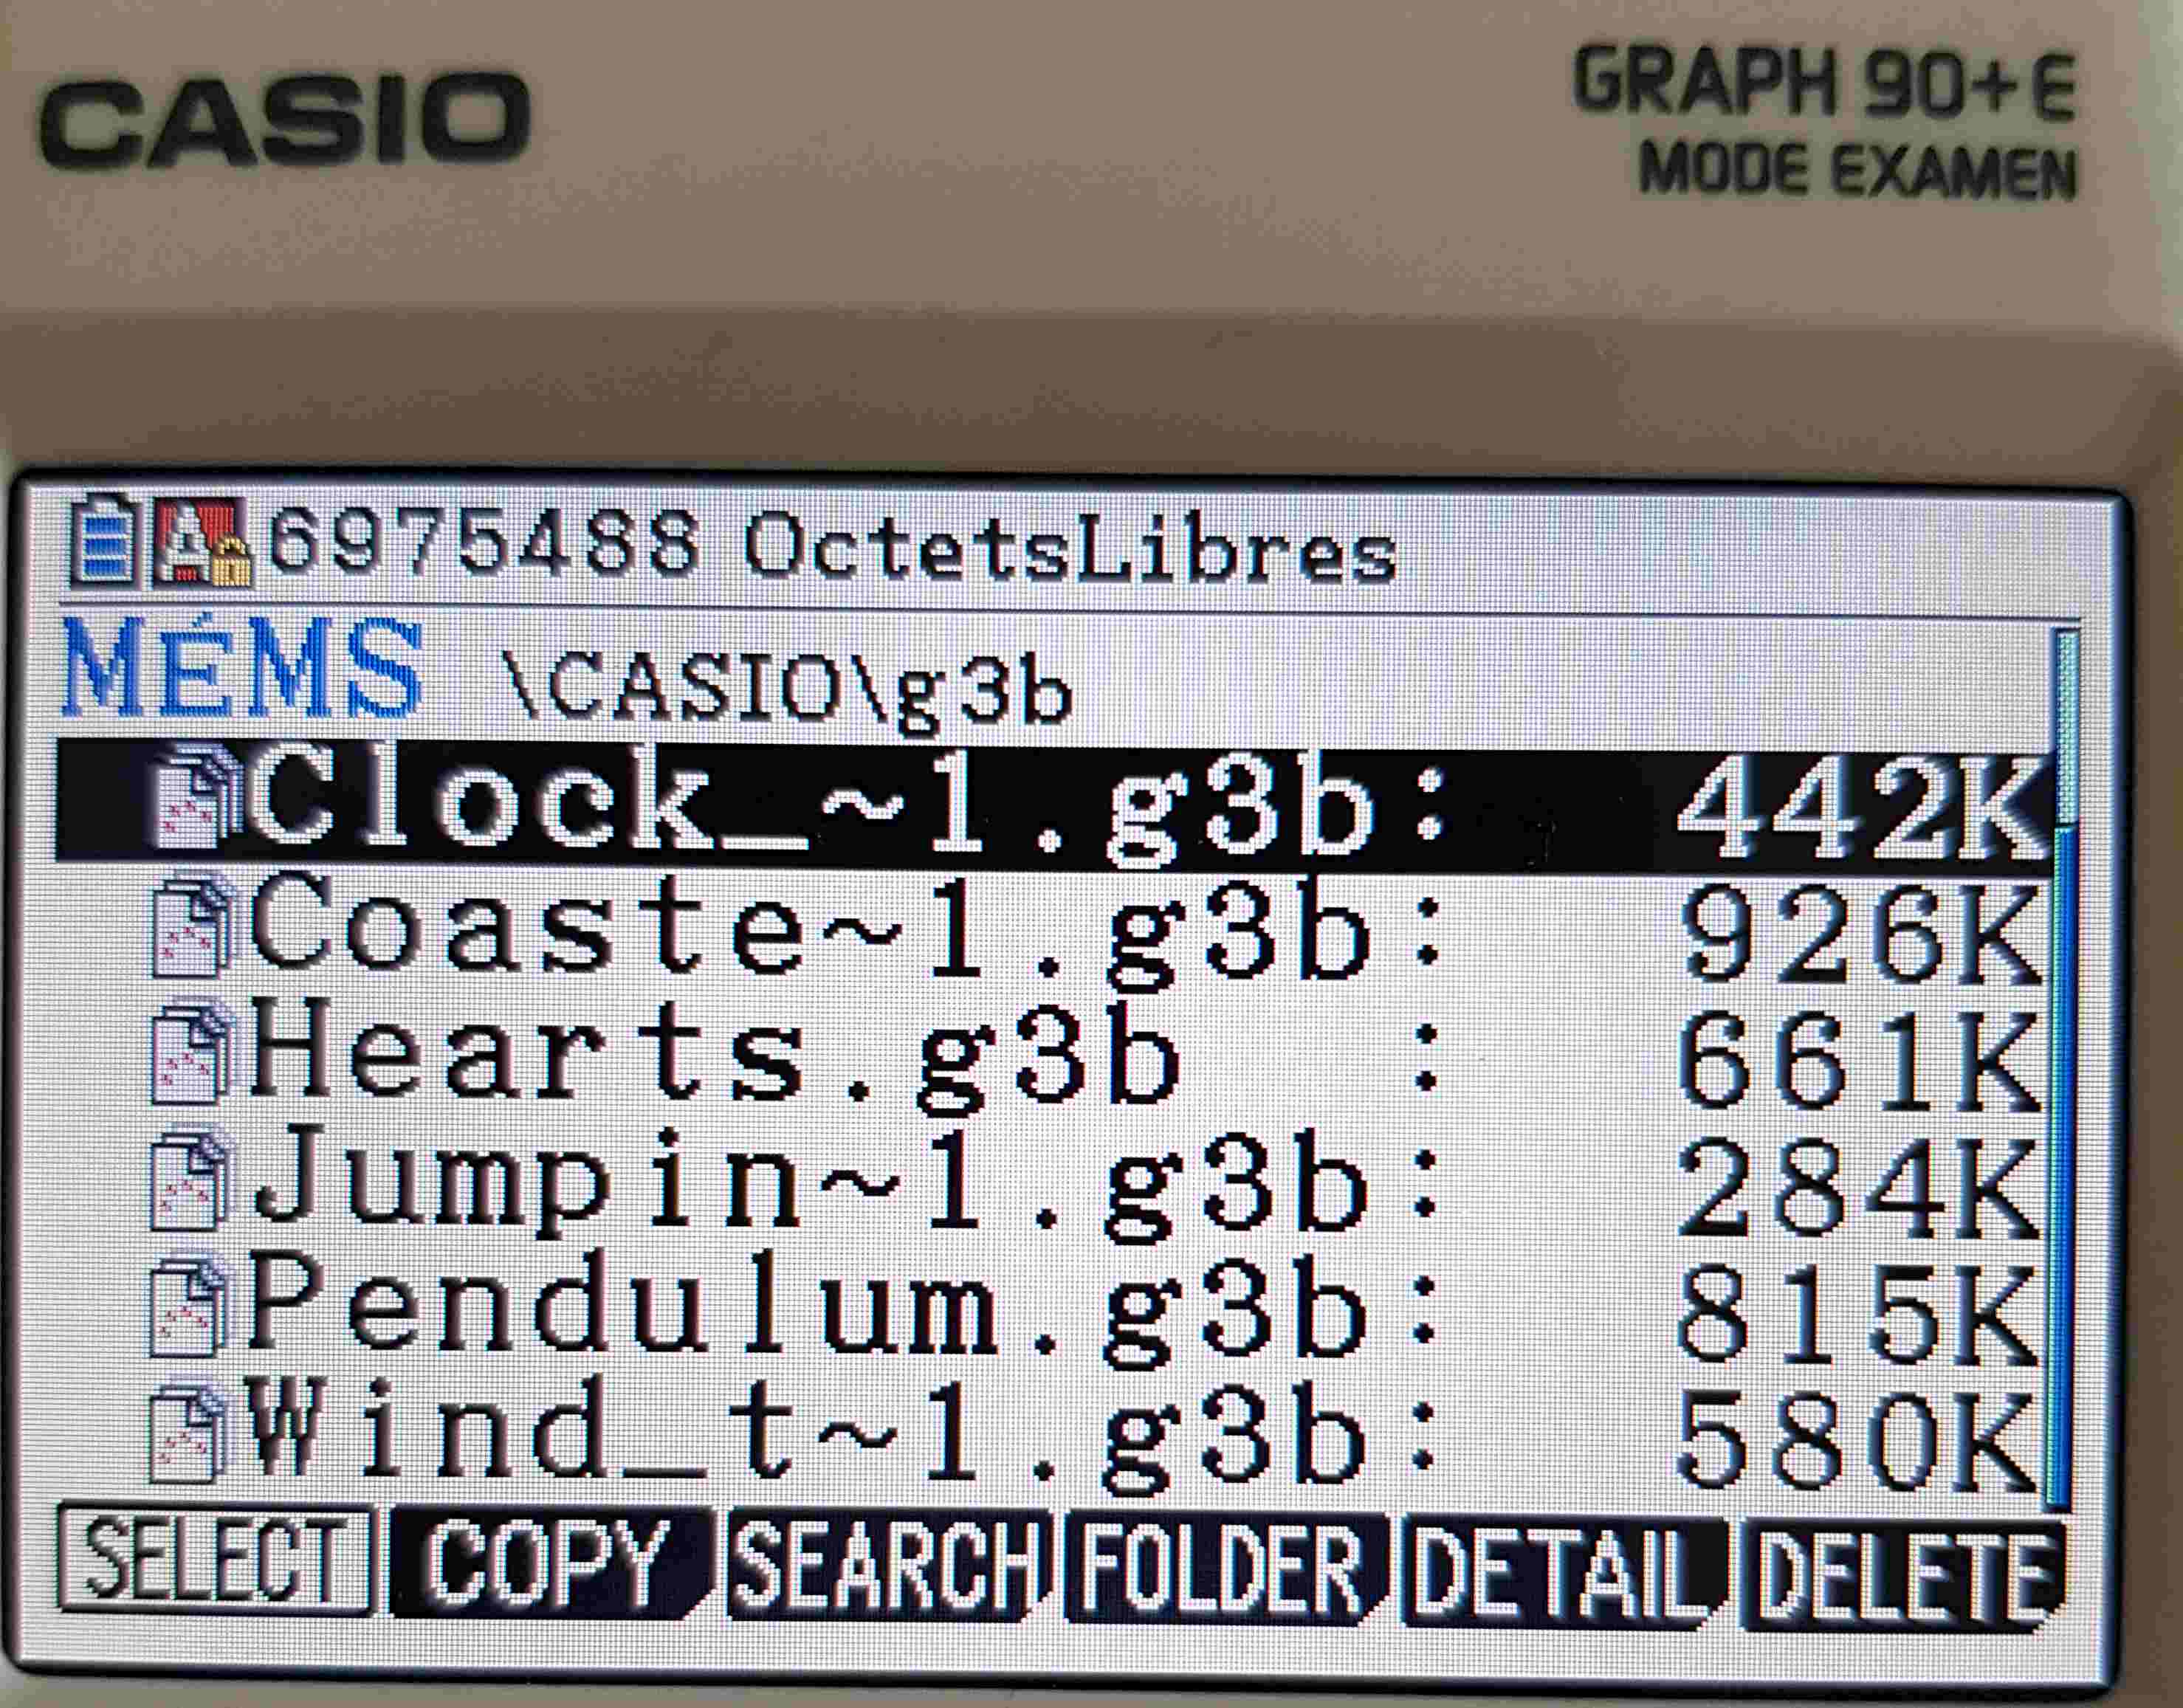 CASIO
GRAPH 90+E
MODE EXAMEN
6975488 OctetsLibres
MÉMS \CASIO\g3b
Clock_~1.g3b: 442K
Coaste~1.g3b: 926K
Hearts.g3b : 661K
Jumpin~1.g3b: 284K
Pendulum.g3b: 815K
Wind_t~1.g3b: 580K
SELECT COPY SEARCH FOLDER DETAIL DELETE